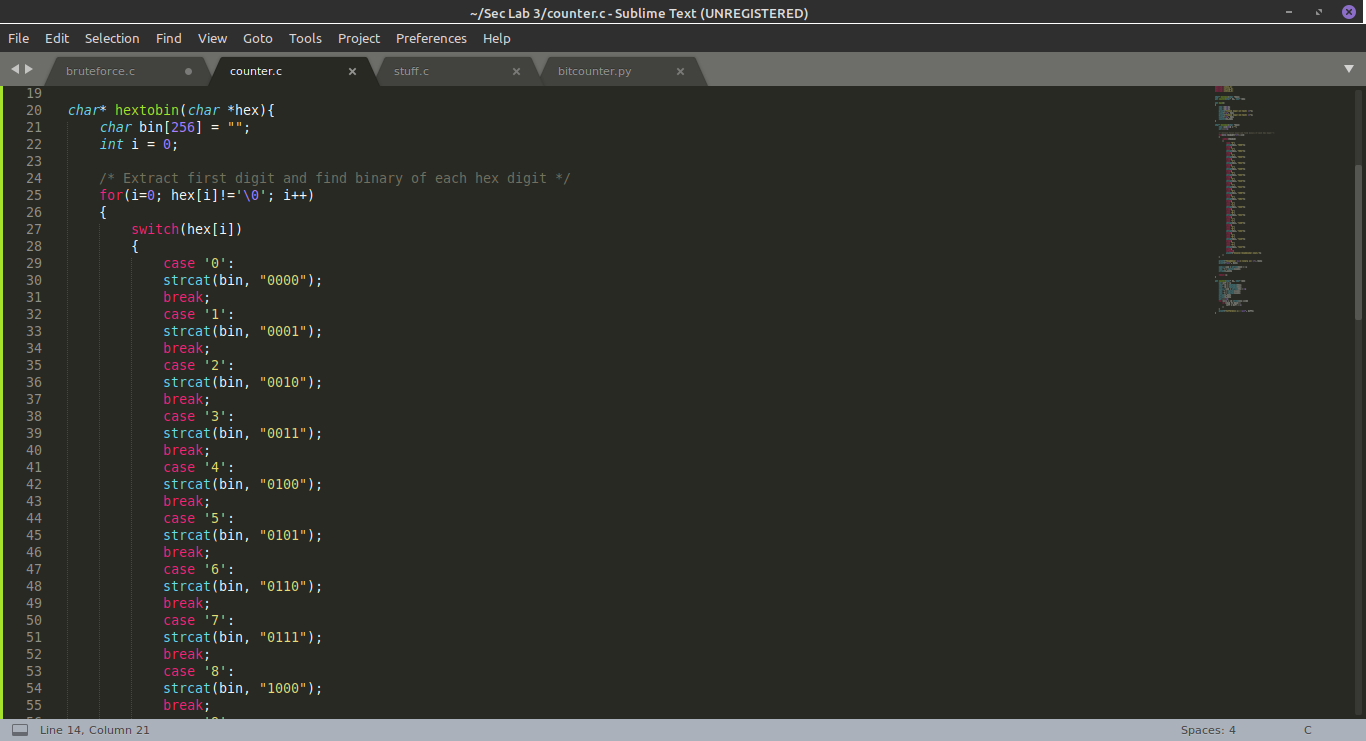 ~/Sec Lab 3/counter.c - Sublime Text (UNREGISTERED)
File Edit Selection Find View Goto Tools Project Preferences Help
bruteforce.c counter.c stuff.c bitcounter.py
19
20 char* hextobin(char *hex){
21 char bin[256] = "";
22 int i = 0;
23
24 /* Extract first digit and find binary of each hex digit */
25 for(i=0; hex[i]!='\0'; i++)
26 {
27 switch(hex[i])
28 {
29 case '0':
30 strcat(bin, "0000");
31 break;
32 case '1':
33 strcat(bin, "0001");
34 break;
35 case '2':
36 strcat(bin, "0010");
37 break;
38 case '3':
39 strcat(bin, "0011");
40 break;
41 case '4':
42 strcat(bin, "0100");
43 break;
44 case '5':
45 strcat(bin, "0101");
46 break;
47 case '6':
48 strcat(bin, "0110");
49 break;
50 case '7':
51 strcat(bin, "0111");
52 break;
53 case '8':
54 strcat(bin, "1000");
55 break;
Line 14, Column 21 Spaces: 4 C